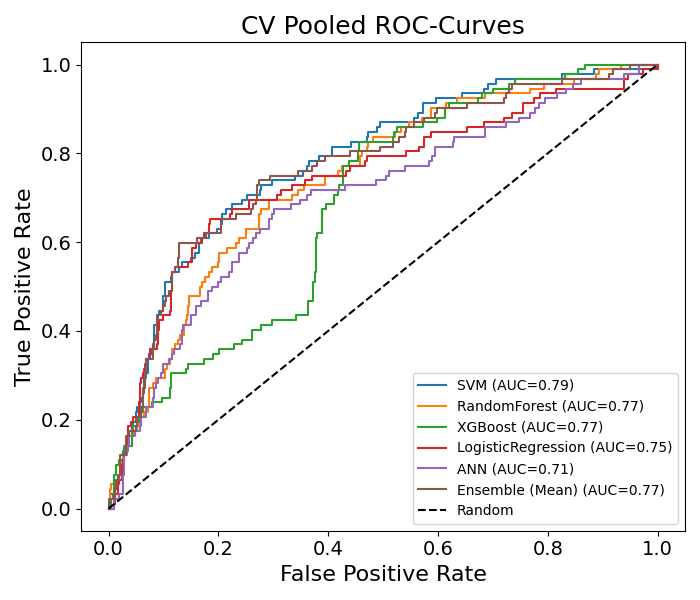 CV Pooled ROC-Curves
1.0
0.8
0.6
0.4
0.2
0.0
True Positive Rate
0.0 0.2 0.4 0.6 0.8 1.0
False Positive Rate
SVM (AUC=0.79)
RandomForest (AUC=0.77)
XGBoost (AUC=0.77)
LogisticRegression (AUC=0.75)
ANN (AUC=0.71)
Ensemble (Mean) (AUC=0.77)
Random